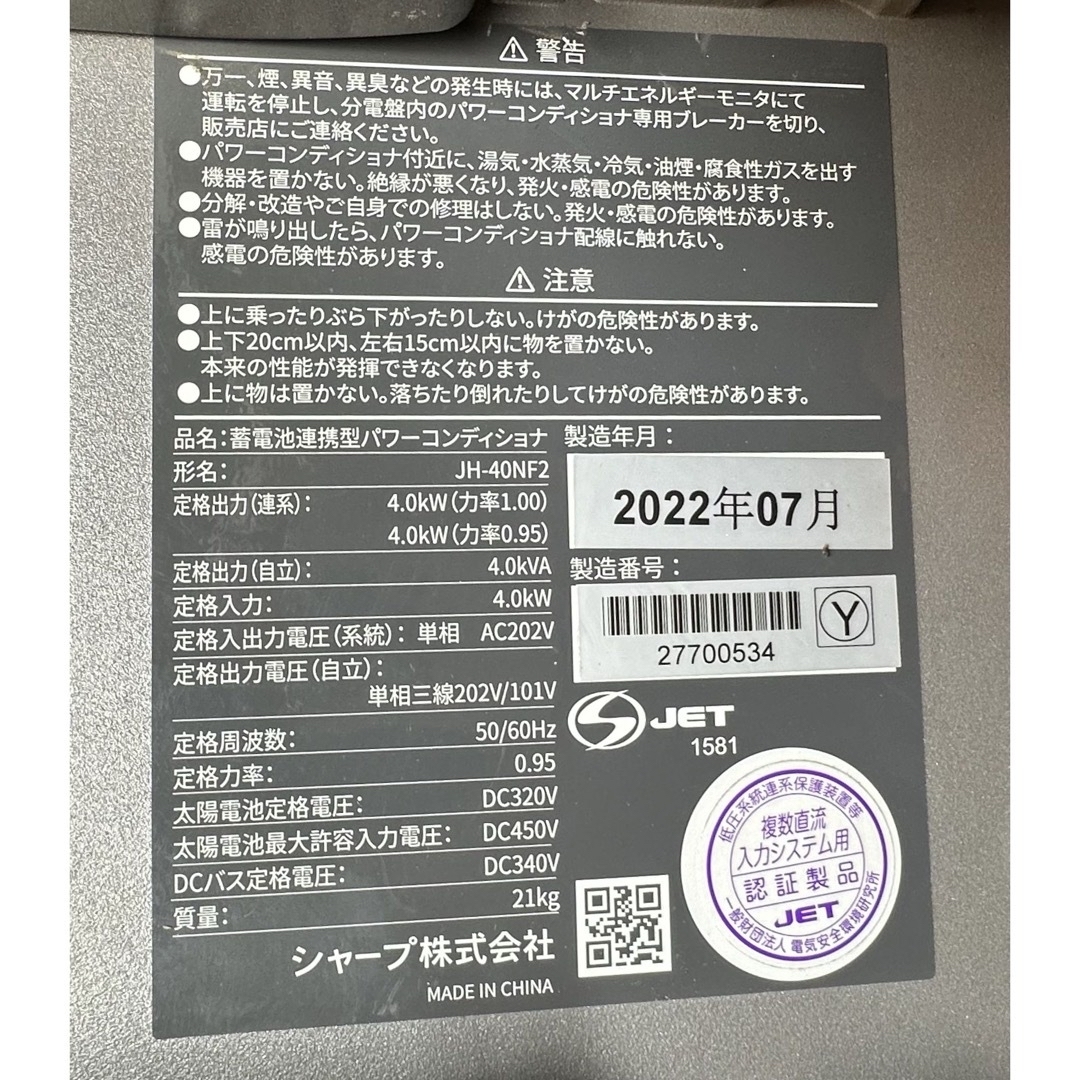 ⚠ 警告
●万一、煙、異音、異臭などの発生時には、マルチエネルギーモニタにて
運転を停止し、分電盤内のパワーコンディショナ専用ブレーカーを切り、
販売店にご連絡ください。
●パワーコンディショナ付近に、湯気・水蒸気・冷気・油煙・腐食性ガスを出す
機器を置かない。絶縁が悪くなり、発火・感電の危険性があります。
●分解・改造やご自身での修理はしない。発火・感電の危険性があります。
●雷が鳴り出したら、パワーコンディショナ配線に触れない。
感電の危険性があります。
⚠ 注意
●上に乗ったりぶら下がったりしない。けがの危険性があります。
●上下20cm以内、左右15cm以内に物を置かない。
本来の性能が発揮できなくなります。
●上に物は置かない。落ちたり倒れたりしてけがの危険性があります。
品名：蓄電池連携型パワーコンディショナ
形名： JH-40NF2
定格出力（連系）： 4.0kW（力率1.00）
4.0kW（力率0.95）
定格出力（自立）： 4.0kVA
定格入力： 4.0kW
定格入出力電圧（系統）： 単相 AC202V
定格出力電圧（自立）：
単相三線202V/101V
定格周波数： 50/60Hz
定格力率： 0.95
太陽電池定格電圧： DC320V
太陽電池最大許容入力電圧： DC450V
DCバス定格電圧： DC340V
質量： 21kg
シャープ株式会社
MADE IN CHINA
製造年月：
2022年07月
製造番号：
27700534
Y
JET
1581
低圧系統連系保護装置等
複数直流
入力システム用
認証製品
JET
一般財団法人 電気安全環境研究所